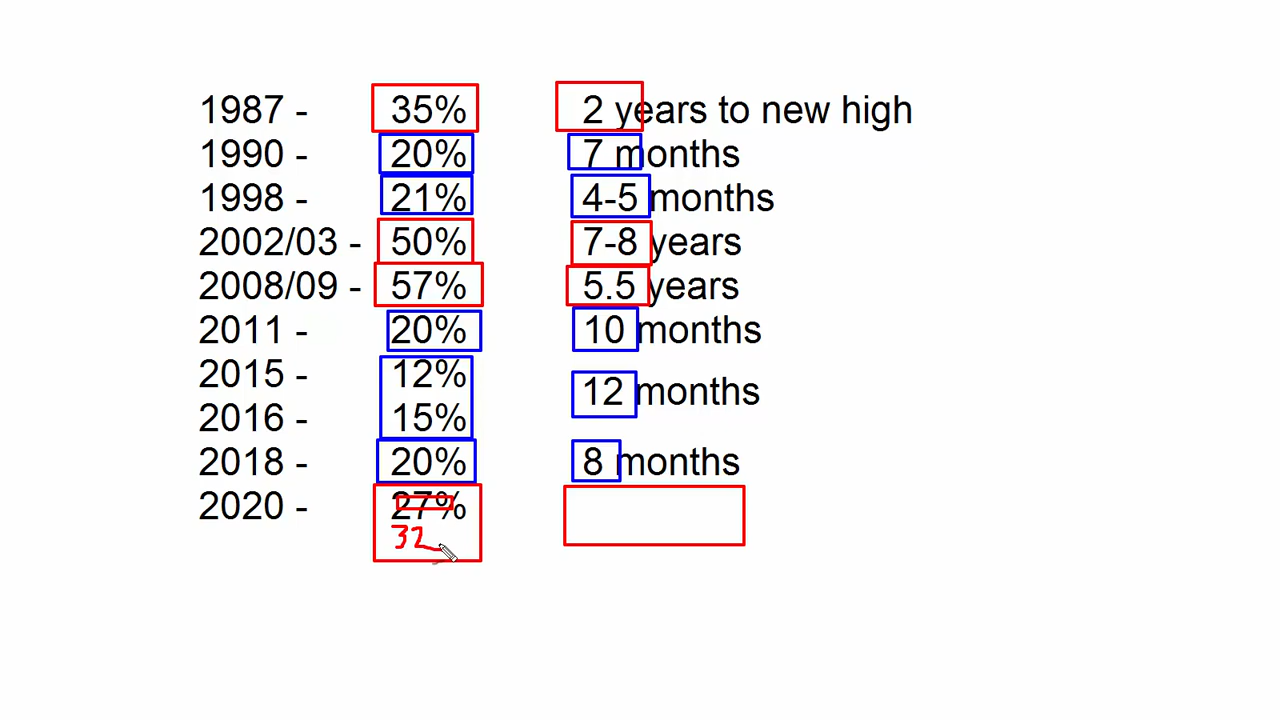 1987 - 35% 2 years to new high
1990 - 20% 7 months
1998 - 21% 4-5 months
2002/03 - 50% 7-8 years
2008/09 - 57% 5.5 years
2011 - 20% 10 months
2015 - 12%
12 months
2016 - 15%
2018 - 20% 8 months
2020 - 27%
32